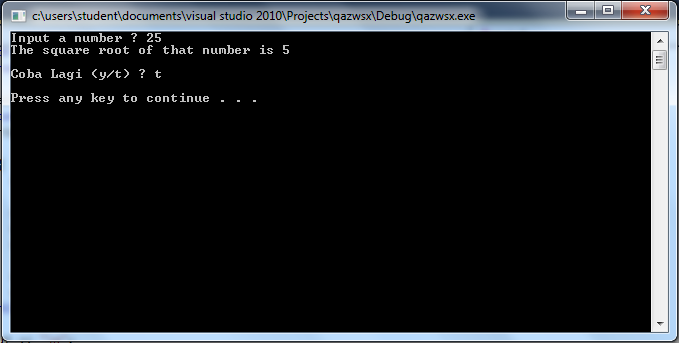 c:\users\student\documents\visual studio 2010\Projects\qazwsx\Debug\qazwsx.exe
Input a number ? 25
The square root of that number is 5
Coba Lagi (y/t) ? t
Press any key to continue . . .